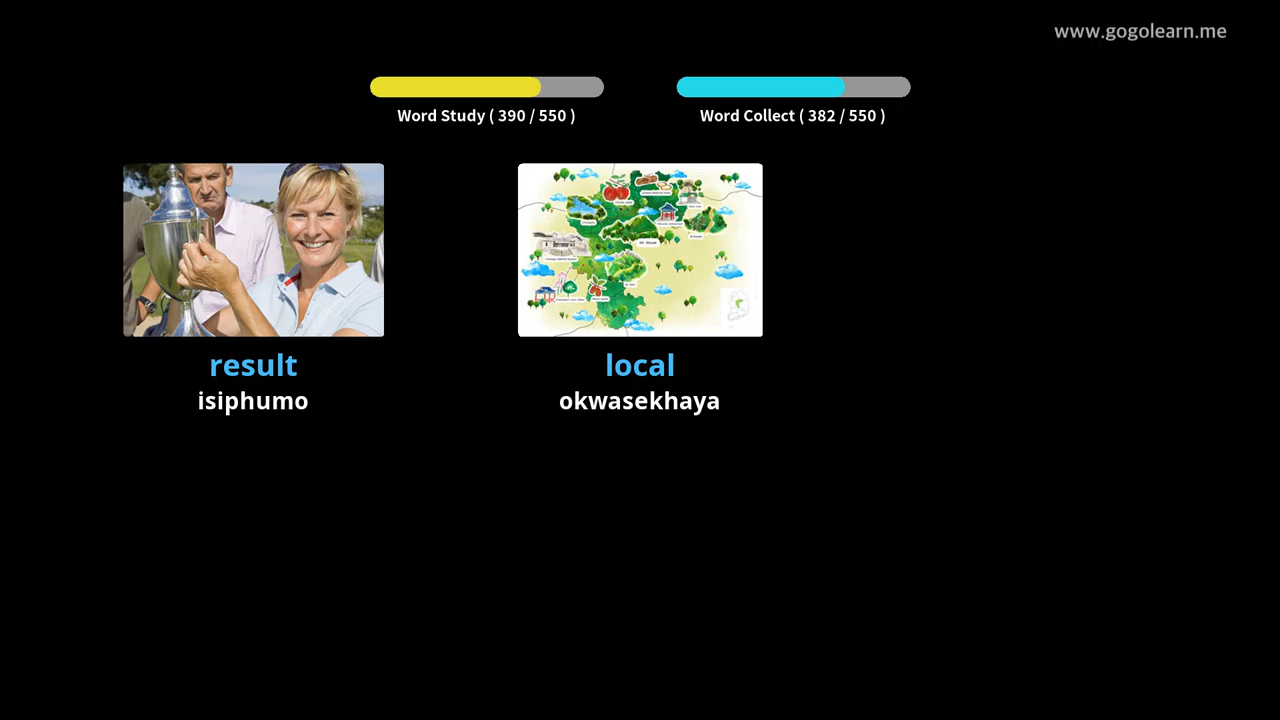 www.gogolearn.me
Word Study ( 390 / 550 )
Word Collect ( 382 / 550 )
result
isiphumo
local
okwasekhaya